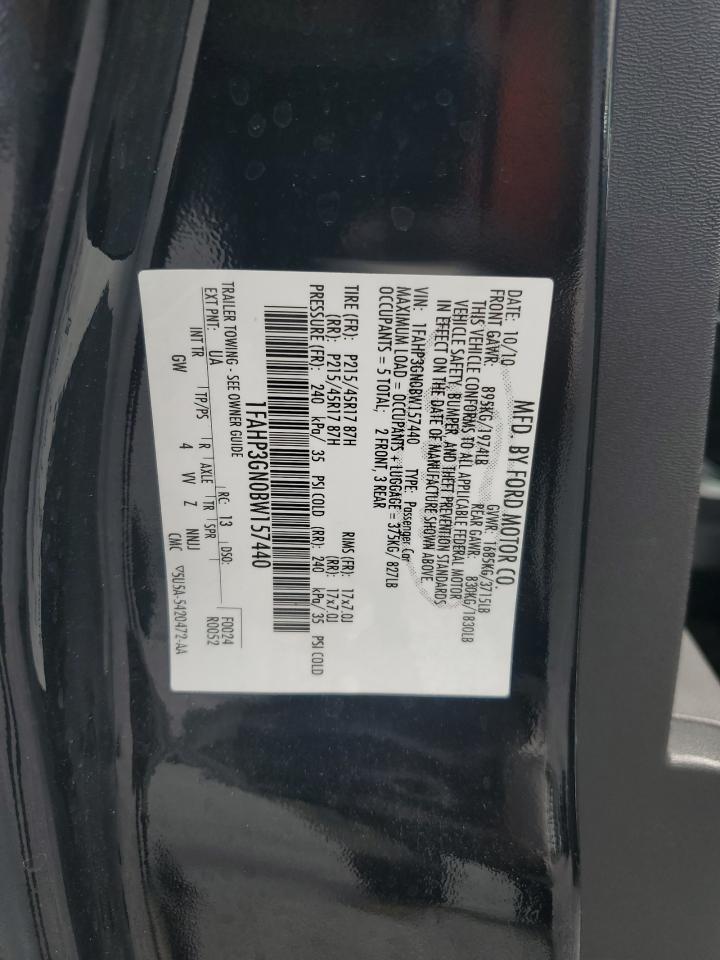 MFD. BY FORD MOTOR CO.
DATE: 10/10 GVWR: 1685KG/3715LB
FRONT GAWR: 895KG/1974LB REAR GAWR: 830KG/1830LB
THIS VEHICLE CONFORMS TO ALL APPLICABLE FEDERAL MOTOR
VEHICLE SAFETY, BUMPER, AND THEFT PREVENTION STANDARDS
IN EFFECT ON THE DATE OF MANUFACTURE SHOWN ABOVE.
VIN: 1FAHP3GN0BW157440 TYPE: Passenger Car
MAXIMUM LOAD = OCCUPANTS + LUGGAGE = 375KG/827LB
OCCUPANTS = 5 TOTAL; 2 FRONT, 3 REAR
TIRE (FR): P215/45R17 87H RIMS (FR): 17x7.0J
(RR): P215/45R17 87H (RR): 17x7.0J
PRESSURE (FR): 240 kPa/ 35 PSI COLD (RR): 240 kPa/35 PSI COLD
1FAHP3GN0BW157440
TRAILER TOWING - SEE OWNER GUIDE
EXT PNT: UA RC: 13 DSO: F0024
R0052
INT TR TP/PS R AXLE TR SPR
GW 4 VV Z NNJJ
CMC 5U5A-5420472-AA